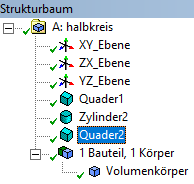 Strukturbaum
A: halbkreis
XY_Ebene
ZX_Ebene
YZ_Ebene
Quader1
Zylinder2
Quader2
1 Bauteil, 1 Körper
Volumenkörper